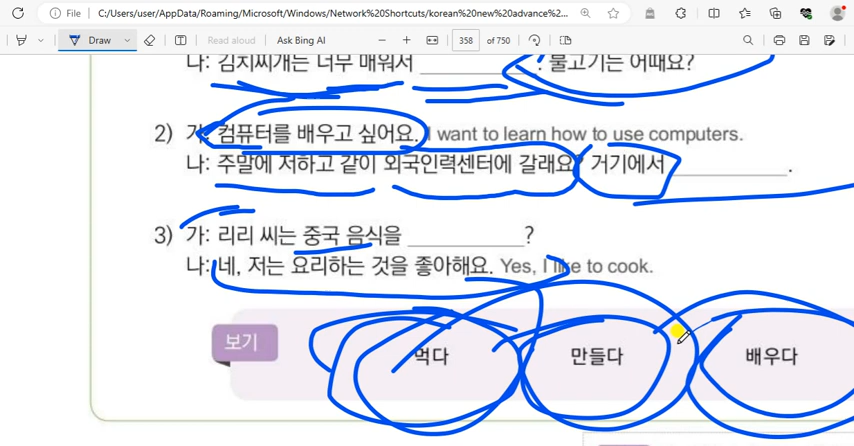 File
C:/Users/user/AppData/Roaming/Microsoft/Windows/Network%20Shortcuts/korean%20new%20advance%2...
Draw
Read aloud
Ask Bing AI
358 of 750
나: 김치찌개는 너무 매워서 __________? 불고기는 어때요?
2) 가: 컴퓨터를 배우고 싶어요. I want to learn how to use computers.
나: 주말에 저하고 같이 외국인력센터에 갈래요? 거기에서 __________.
3) 가: 리리 씨는 중국 음식을 __________?
나: 네, 저는 요리하는 것을 좋아해요. Yes, I like to cook.
보기 먹다 만들다 배우다